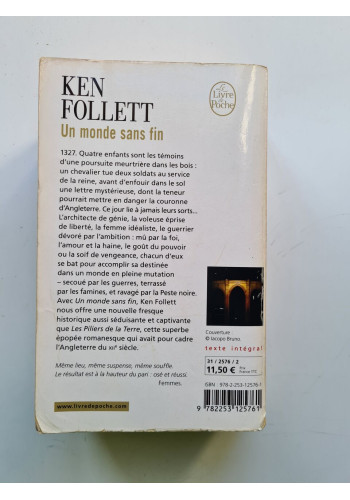 KEN
FOLLETT
Un monde sans fin
Le
Livre
de
Poche
1327. Quatre enfants sont les témoins
d'une poursuite meurtrière dans les bois :
un chevalier tue deux soldats au service
de la reine, avant d'enfouir dans le sol
une lettre mystérieuse, dont la teneur
pourrait mettre en danger la couronne
d'Angleterre. Ce jour lie à jamais leurs sorts...
L'architecte de génie, la voleuse éprise
de liberté, la femme idéaliste, le guerrier
dévoré par l'ambition : mû par la foi,
l'amour et la haine, le goût du pouvoir
ou la soif de vengeance, chacun d'eux
se bat pour accomplir sa destinée
dans un monde en pleine mutation
– secoué par les guerres, terrassé
par les famines, et ravagé par la Peste noire.
Avec Un monde sans fin, Ken Follett
nous offre une nouvelle fresque
historique aussi séduisante et captivante
que Les Piliers de la Terre, cette superbe
épopée romanesque qui avait pour cadre
l'Angleterre du XIIe siècle.
Même lieu, même suspense, même souffle.
Le résultat est à la hauteur du pari : osé et réussi.
Femmes.
www.livredepoche.com
Couverture :
© Iacopo Bruno.
texte intégral
31 / 2576 / 2
11,50 €
Prix
France TTC
ISBN : 978-2-253-12576-1
9 782253 125761